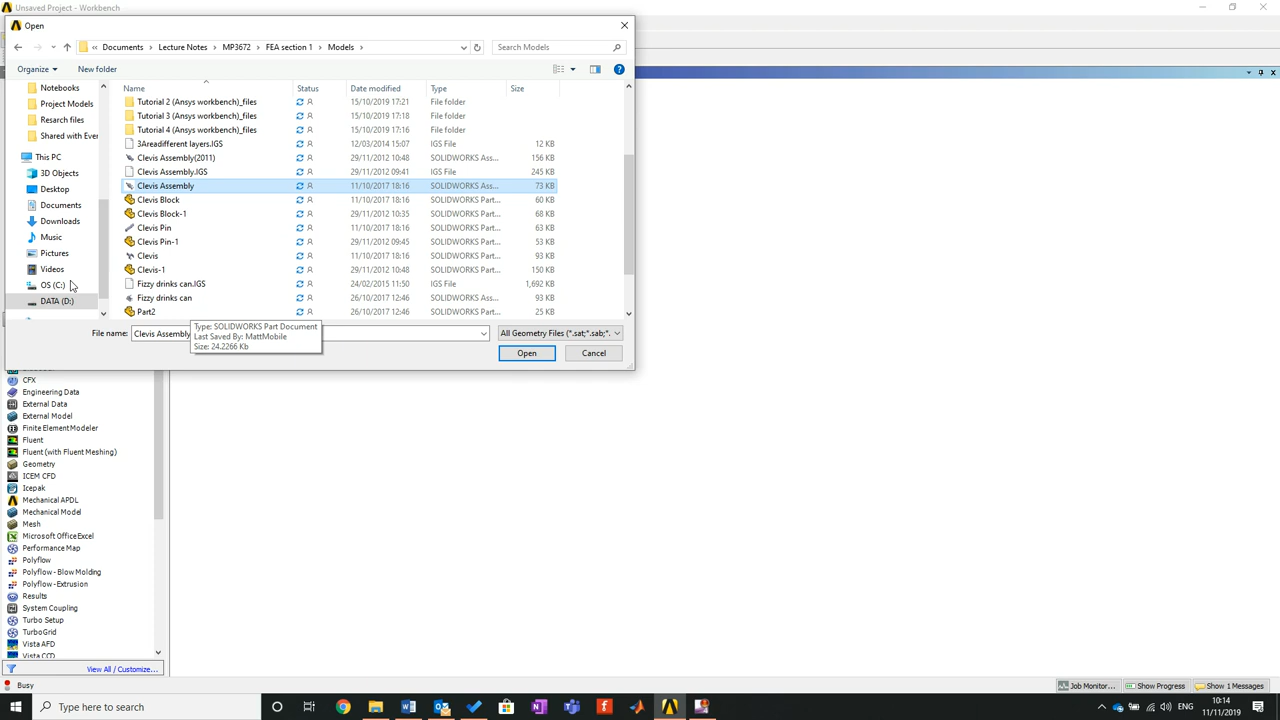 Unsaved Project - Workbench
Open
« Documents > Lecture Notes > MP3672 > FEA section 1 > Models >
Search Models
Organize
New folder
Name
Status
Date modified
Type
Size
Notebooks
Project Models
Resarch files
Shared with Ever
This PC
3D Objects
Desktop
Documents
Downloads
Music
Pictures
Videos
OS (C:)
DATA (D:)
Tutorial 2 (Ansys workbench)_files 15/10/2019 17:21 File folder
Tutorial 3 (Ansys workbench)_files 15/10/2019 17:18 File folder
Tutorial 4 (Ansys workbench)_files 15/10/2019 17:16 File folder
3Areadifferent layers.IGS 12/03/2014 15:07 IGS File 12 KB
Clevis Assembly(2011) 29/11/2012 10:48 SOLIDWORKS Ass... 156 KB
Clevis Assembly.IGS 29/11/2012 09:41 IGS File 245 KB
Clevis Assembly 11/10/2017 18:16 SOLIDWORKS Ass... 73 KB
Clevis Block 11/10/2017 18:16 SOLIDWORKS Part... 60 KB
Clevis Block-1 29/11/2012 10:35 SOLIDWORKS Part... 68 KB
Clevis Pin 11/10/2017 18:16 SOLIDWORKS Part... 63 KB
Clevis Pin-1 29/11/2012 09:45 SOLIDWORKS Part... 53 KB
Clevis 11/10/2017 18:16 SOLIDWORKS Part... 93 KB
Clevis-1 29/11/2012 10:48 SOLIDWORKS Part... 150 KB
Fizzy drinks can.IGS 24/02/2015 11:50 IGS File 1,692 KB
Fizzy drinks can 26/10/2017 12:46 SOLIDWORKS Part... 93 KB
Part2 26/10/2017 12:46 SOLIDWORKS Part... 25 KB
File name: Clevis Assembly
All Geometry Files (*.sat;*.sab;*.
Type: SOLIDWORKS Part Document
Last Saved By: MattMobile
Size: 24.2266 Kb
Open
Cancel
CFX
Engineering Data
External Data
External Model
Finite Element Modeler
Fluent
Fluent (with Fluent Meshing)
Geometry
ICEM CFD
Icepak
Mechanical APDL
Mechanical Model
Mesh
Microsoft Office Excel
Performance Map
Polyflow
Polyflow - Blow Molding
Polyflow - Extrusion
Results
System Coupling
Turbo Setup
TurboGrid
Vista AFD
Vista CCD
View All / Customize...
Busy
Job Monitor...
Show Progress
Show 1 Messages
Type here to search
ENG
10:14
11/11/2019